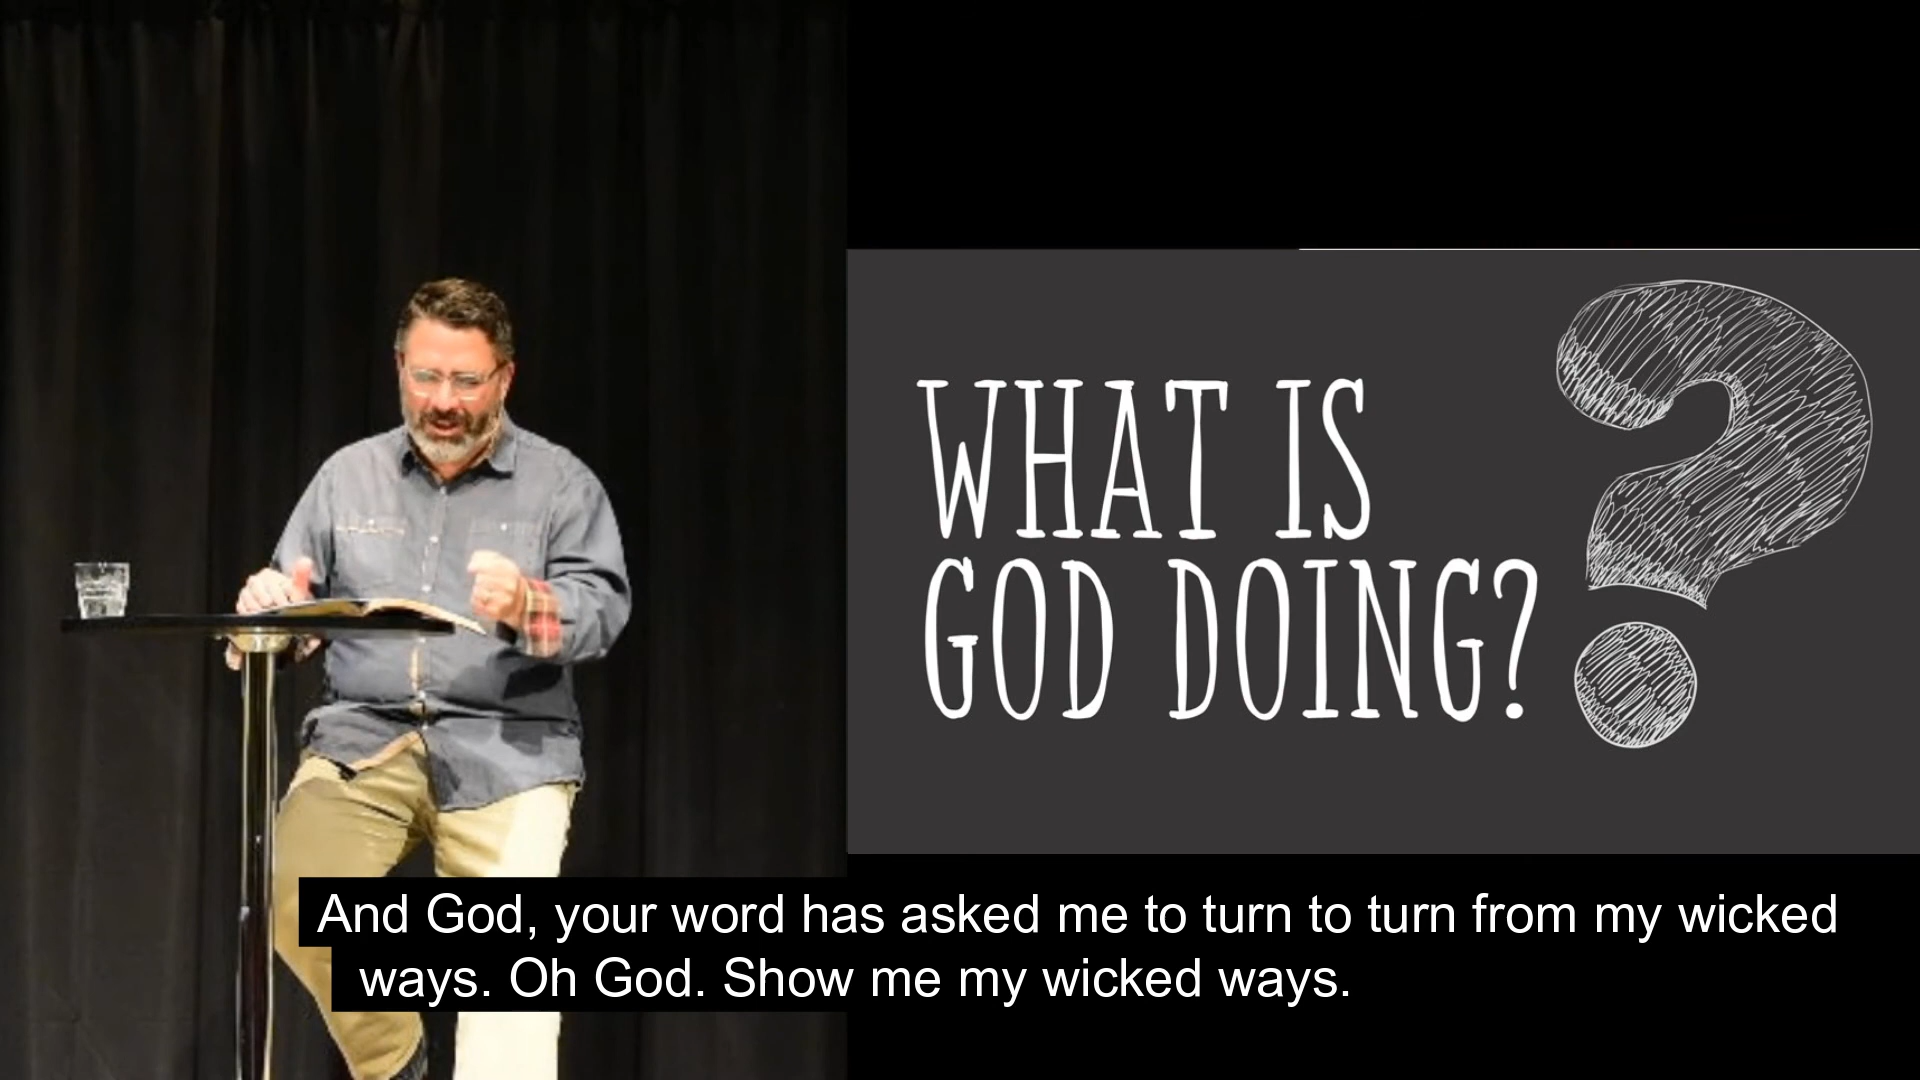 WHAT IS
GOD DOING?
And God, your word has asked me to turn to turn from my wicked
ways. Oh God. Show me my wicked ways.